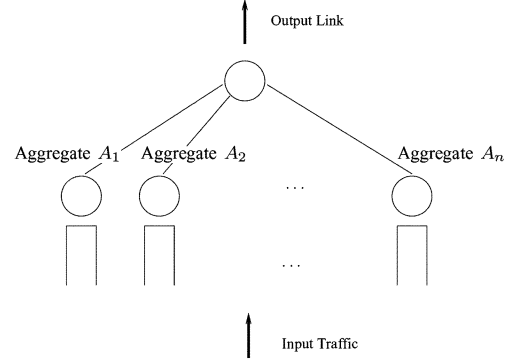 Output Link
Aggregate A₁ Aggregate A₂ Aggregate Aₙ
...
...
Input Traffic